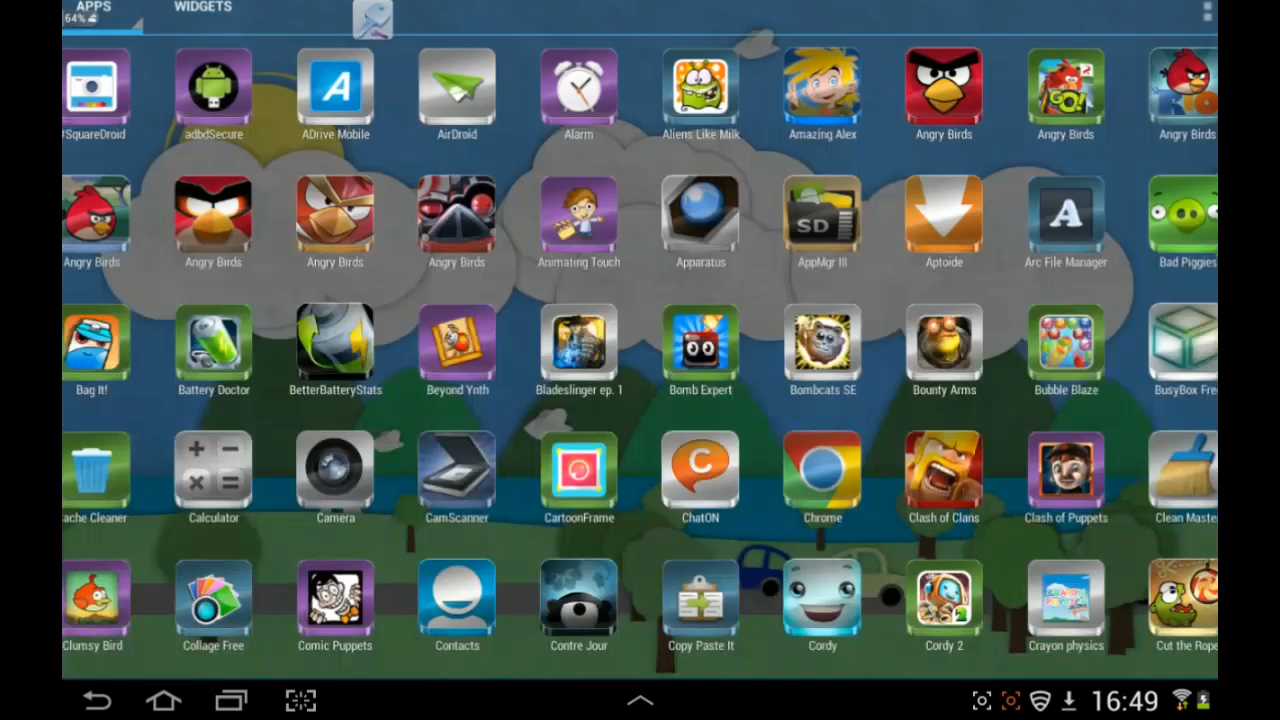 APPS
WIDGETS
64%
#SquareDroid
adbdSecure
ADrive Mobile
AirDroid
Alarm
Aliens Like Milk
Amazing Alex
Angry Birds
Angry Birds
Angry Birds
GO!
Angry Birds
Angry Birds
Angry Birds
Angry Birds
Animating Touch
Apparatus
AppMgr III
Aptoide
Arc File Manager
Bad Piggies
SD
Bag It!
Battery Doctor
BetterBatteryStats
Beyond Ynth
Bladeslinger ep. 1
Bomb Expert
Bombcats SE
Bounty Arms
Bubble Blaze
BusyBox Fre
ache Cleaner
Calculator
Camera
CamScanner
CartoonFrame
ChatON
Chrome
Clash of Clans
Clash of Puppets
Clean Master
Clumsy Bird
Collage Free
Comic Puppets
Contacts
Contre Jour
Copy Paste It
Cordy
Cordy 2
Crayon physics
Cut the Rope
16:49